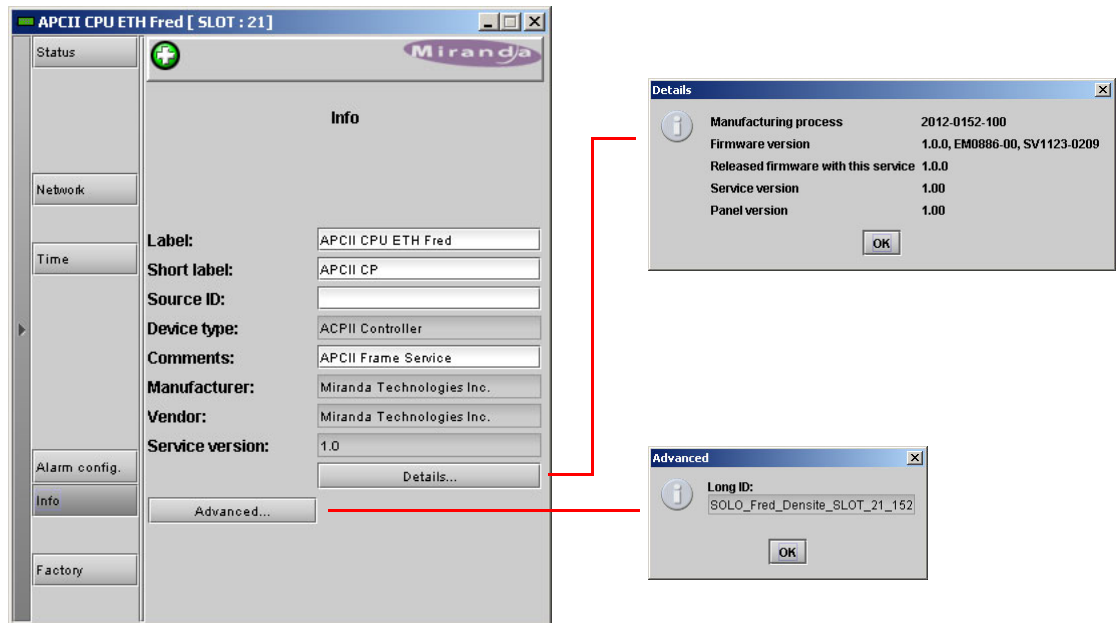 APCII CPU ETH Fred [ SLOT : 21]
Status
Miranda
Info
Network
Time
Label: APCII CPU ETH Fred
Short label: APCII CP
Source ID:
Device type: ACPII Controller
Comments: APCII Frame Service
Manufacturer: Miranda Technologies Inc.
Vendor: Miranda Technologies Inc.
Service version: 1.0
Alarm config.
Details...
Info
Advanced...
Factory
Details
Manufacturing process 2012-0152-100
Firmware version 1.0.0, EM0886-00, SV1123-0209
Released firmware with this service 1.0.0
Service version 1.00
Panel version 1.00
OK
Advanced
Long ID:
SOLO_Fred_Densite_SLOT_21_152
OK